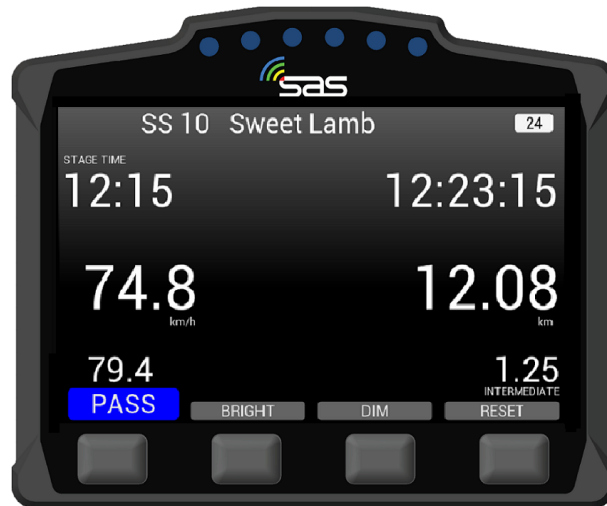 sas
SS 10 Sweet Lamb 24
STAGE TIME
12:15 12:23:15
74.8 12.08
km/h km
79.4 1.25
INTERMEDIATE
PASS BRIGHT DIM RESET